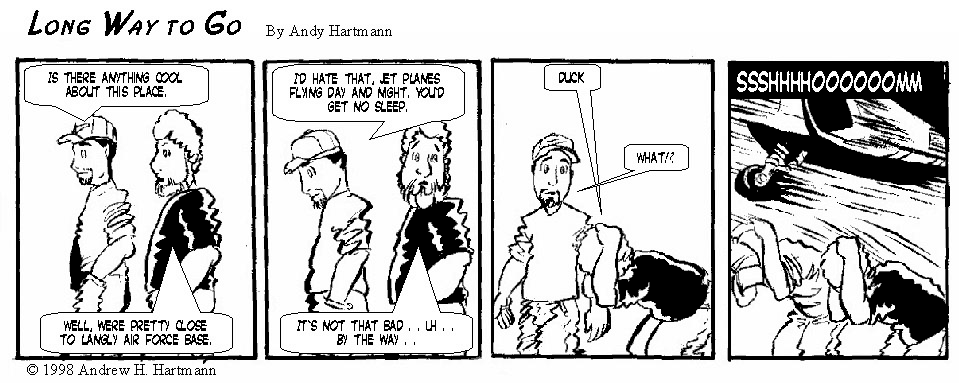 LONG WAY TO GO
By Andy Hartmann
IS THERE ANYTHING COOL
ABOUT THIS PLACE.
WELL, WERE PRETTY CLOSE
TO LANGLY AIR FORCE BASE.
I'D HATE THAT, JET PLANES
FLYING DAY AND NIGHT. YOU'D
GET NO SLEEP.
IT'S NOT THAT BAD . . UH . .
BY THE WAY . .
DUCK
WHAT!?
SSSHHHHOOOOOOMM
© 1998 Andrew H. Hartmann